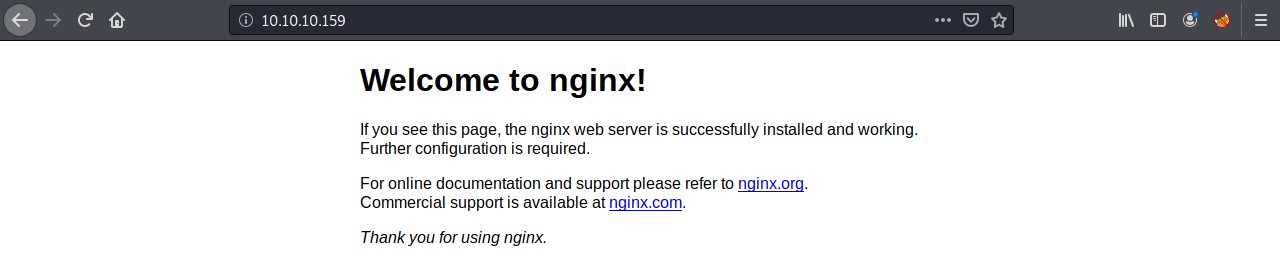 10.10.10.159
Welcome to nginx!
If you see this page, the nginx web server is successfully installed and working.
Further configuration is required.
For online documentation and support please refer to nginx.org.
Commercial support is available at nginx.com.
Thank you for using nginx.